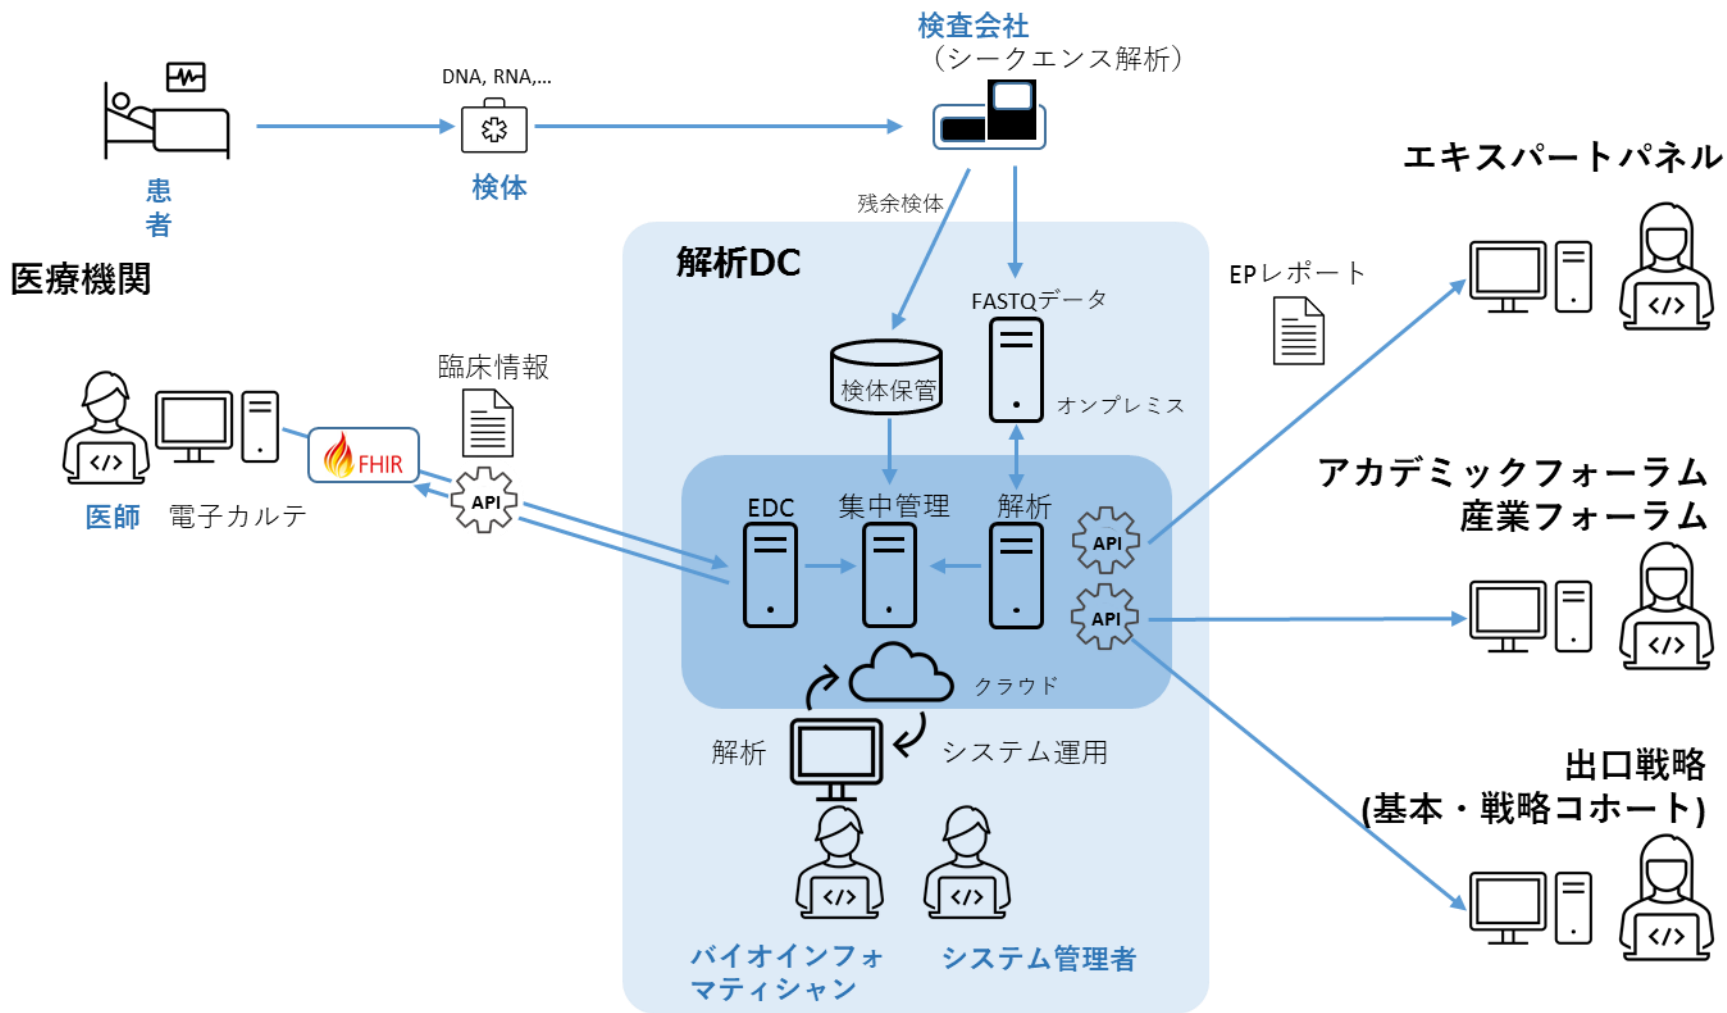 検査会社
（シークエンス解析）
DNA, RNA,...
患
者
検体
医療機関
残余検体
解析DC
FASTQデータ
検体保管
オンプレミス
臨床情報
</>
FHIR
API
医師
電子カルテ
EDC
集中管理
解析
API
API
クラウド
解析
システム運用
</>
</>
バイオインフォ
マティシャン
システム管理者
EPレポート
エキスパートパネル
</>
アカデミックフォーラム
産業フォーラム
</>
出口戦略
(基本・戦略コホート)
</>